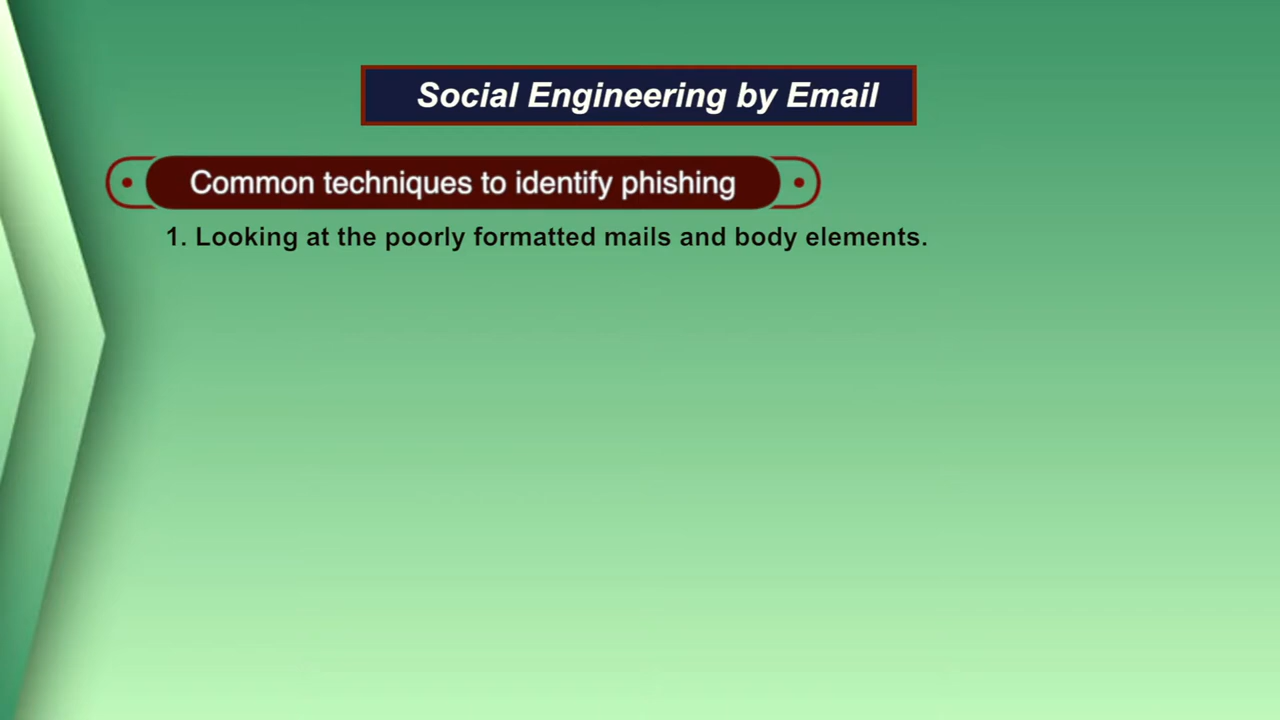 Social Engineering by Email
Common techniques to identify phishing
1. Looking at the poorly formatted mails and body elements.